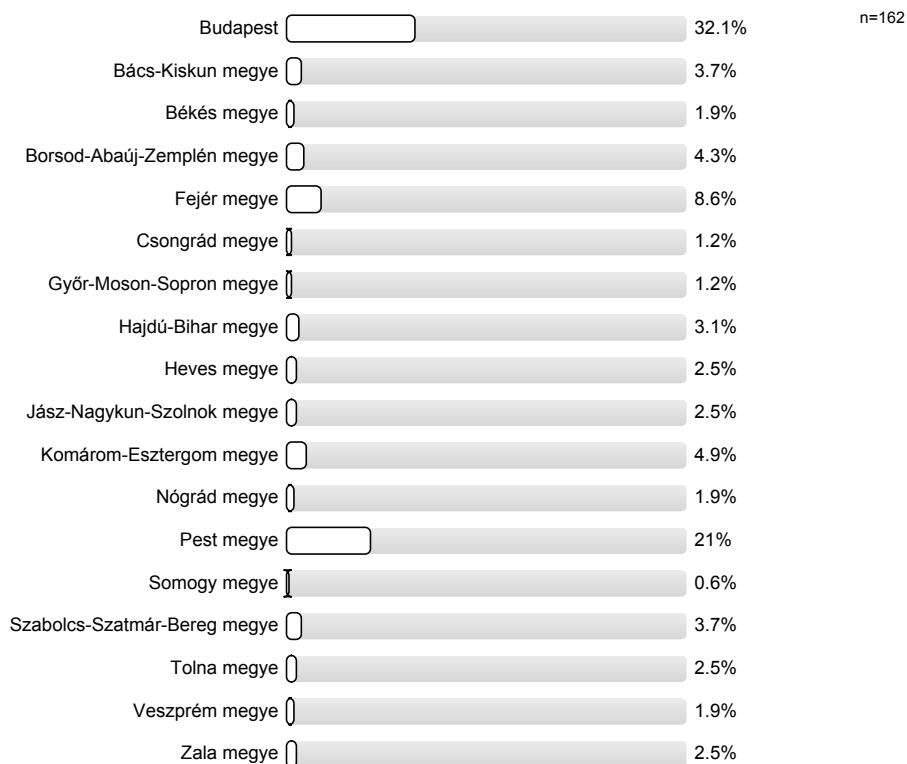 Budapest 32.1% n=162
Bács-Kiskun megye 3.7%
Békés megye 1.9%
Borsod-Abaúj-Zemplén megye 4.3%
Fejér megye 8.6%
Csongrád megye 1.2%
Győr-Moson-Sopron megye 1.2%
Hajdú-Bihar megye 3.1%
Heves megye 2.5%
Jász-Nagykun-Szolnok megye 2.5%
Komárom-Esztergom megye 4.9%
Nógrád megye 1.9%
Pest megye 21%
Somogy megye 0.6%
Szabolcs-Szatmár-Bereg megye 3.7%
Tolna megye 2.5%
Veszprém megye 1.9%
Zala megye 2.5%